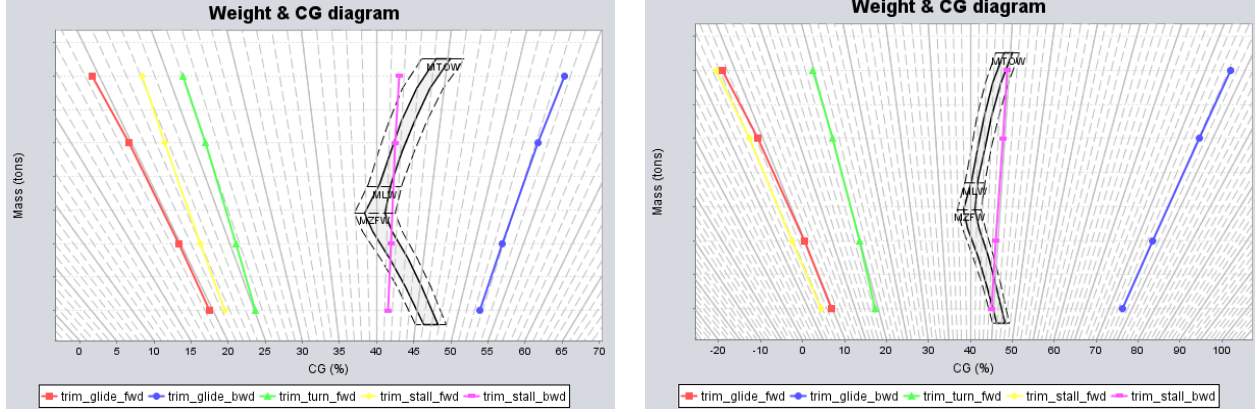 Weight & CG diagram
Mass (tons)
MTOW
MLW
MZFW
0 5 10 15 20 25 30 35 40 45 50 55 60 65 70
CG (%)
trim_glide_fwd trim_glide_bwd trim_turn_fwd trim_stall_fwd trim_stall_bwd
Weight & CG diagram
Mass (tons)
MTOW
MLW
MZFW
-20 -10 0 10 20 30 40 50 60 70 80 90 100
CG (%)
trim_glide_fwd trim_glide_bwd trim_turn_fwd trim_stall_fwd trim_stall_bwd